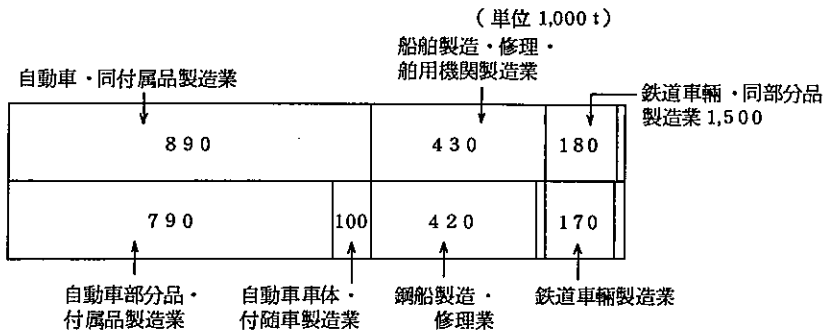 (単位 1,000 t)
船舶製造・修理・
舶用機関製造業
自動車・同付属品製造業
鉄道車輛・同部分品
製造業 1,500
890
430
180
790
100
420
170
自動車部分品・
付属品製造業
自動車車体・
付随車製造業
鋼船製造・
修理業
鉄道車輛製造業